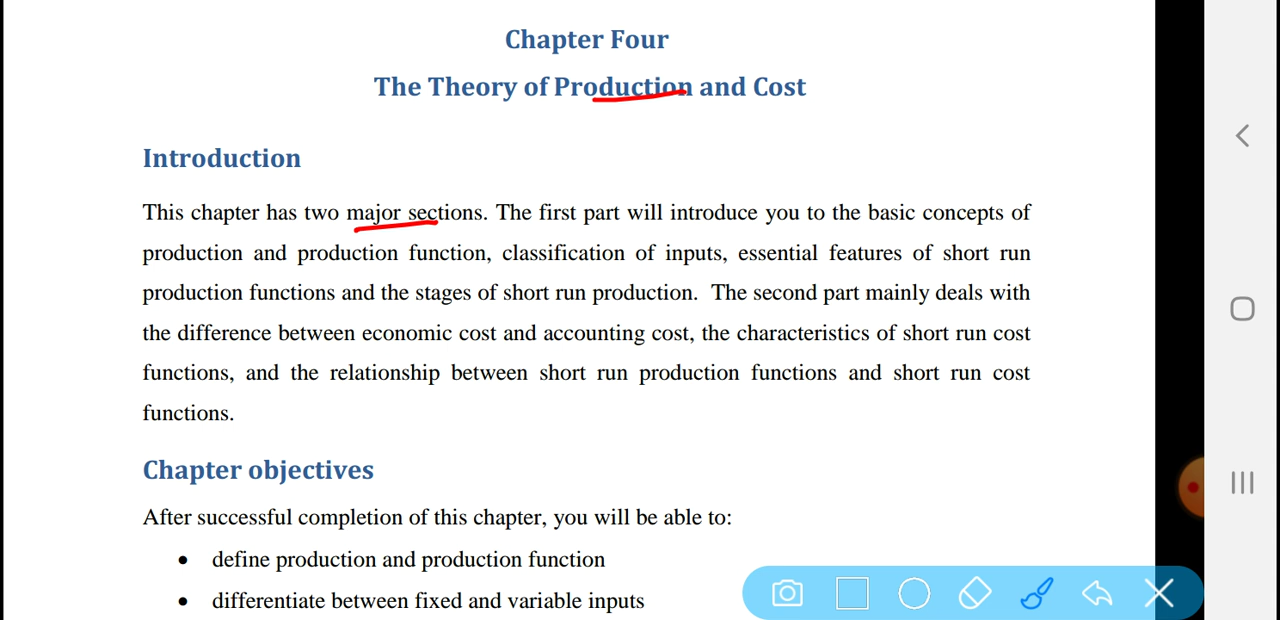 Chapter Four
The Theory of Production and Cost
Introduction
This chapter has two major sections. The first part will introduce you to the basic concepts of
production and production function, classification of inputs, essential features of short run
production functions and the stages of short run production. The second part mainly deals with
the difference between economic cost and accounting cost, the characteristics of short run cost
functions, and the relationship between short run production functions and short run cost
functions.
Chapter objectives
After successful completion of this chapter, you will be able to:
• define production and production function
• differentiate between fixed and variable inputs